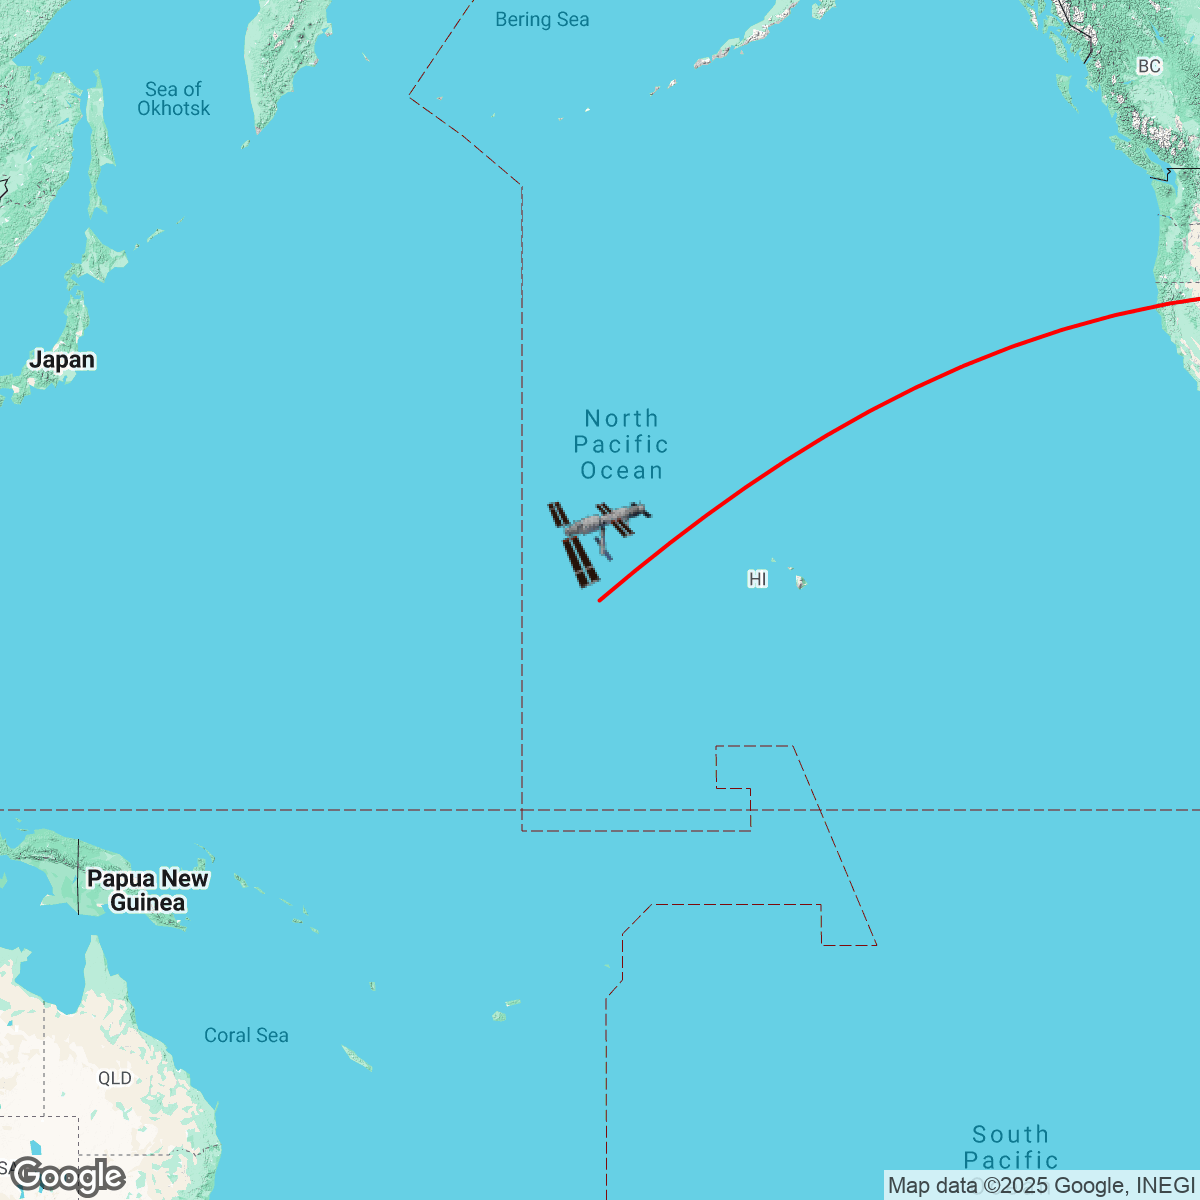 Bering Sea
BC
Sea of
Okhotsk
Japan
North
Pacific
Ocean
HI
Papua New
Guinea
Coral Sea
QLD
South
Pacific
Google
Map data ©2025 Google, INEGI